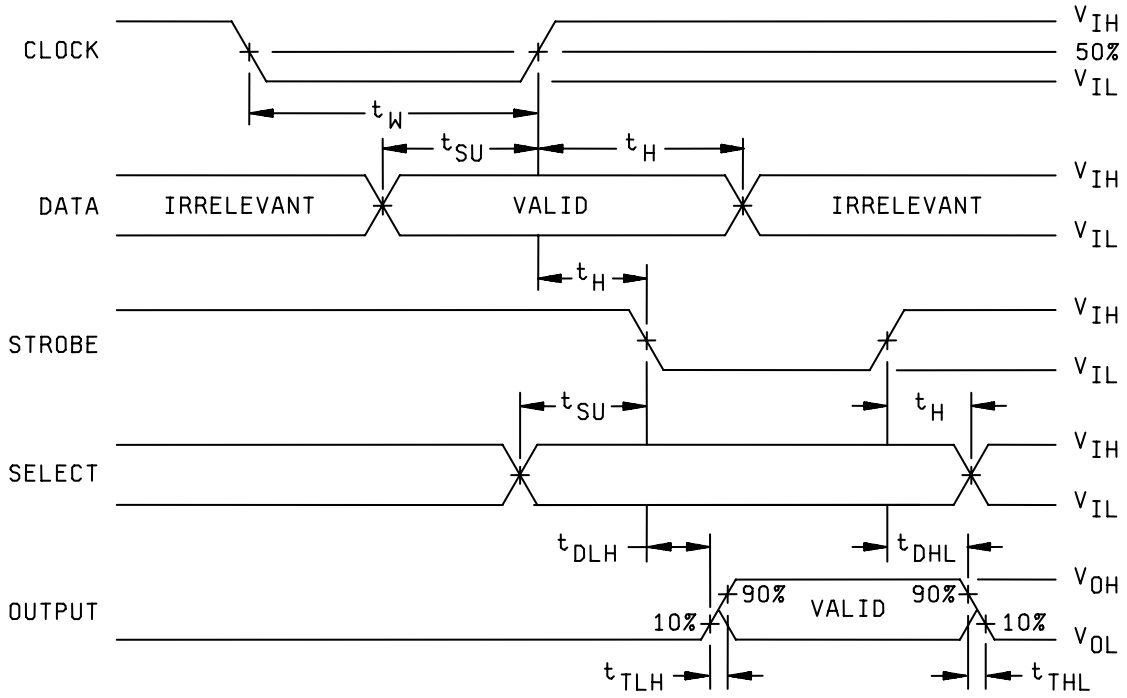 V_IH
CLOCK 50%
V_IL
t_W
t_SU t_H
V_IH
DATA IRRELEVANT VALID IRRELEVANT
V_IL
t_H
V_IH
STROBE
V_IL
t_SU t_H
V_IH
SELECT
V_IL
t_DLH t_DHL
V_OH
90% 90%
OUTPUT VALID
10% 10%
V_OL
t_TLH t_THL